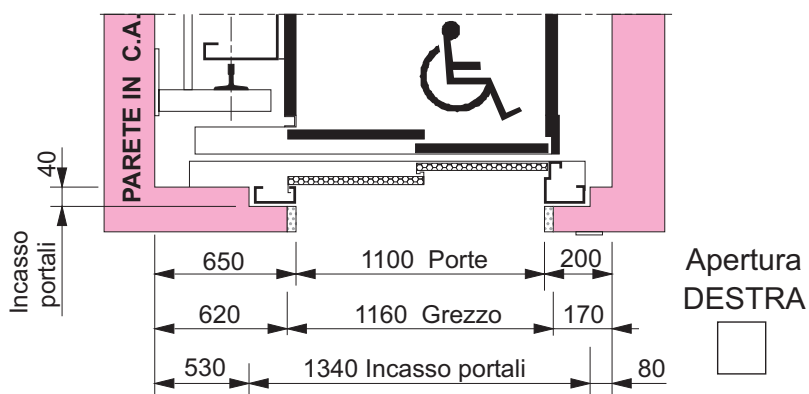 PARETE IN C.A.
40
Incasso
portali
650
1100 Porte
200
Apertura
DESTRA
620
1160 Grezzo
170
530
1340 Incasso portali
80